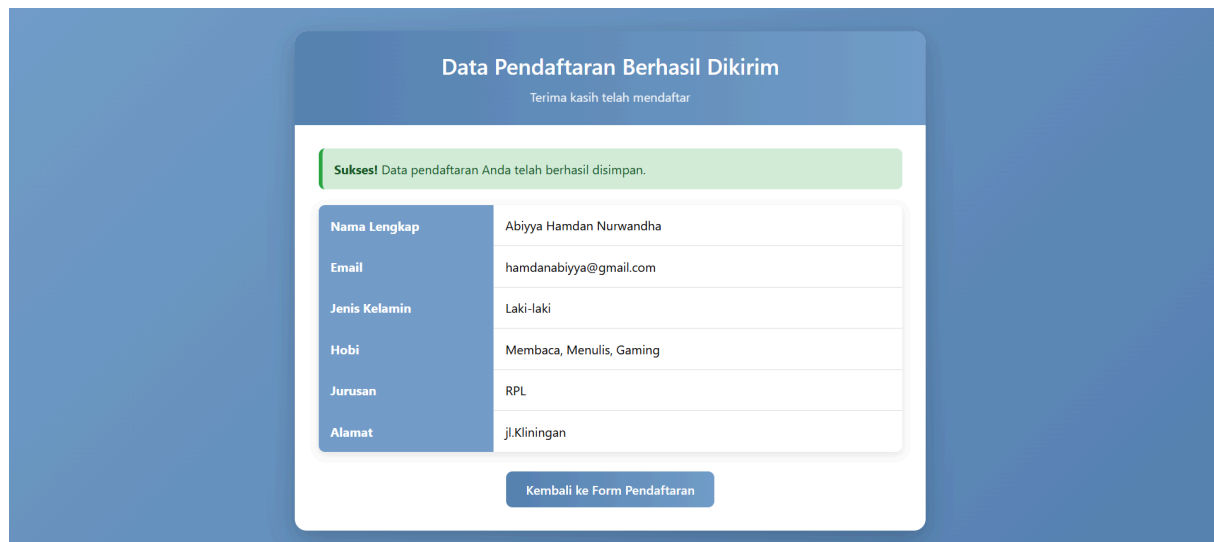 Data Pendaftaran Berhasil Dikirim
Terima kasih telah mendaftar
Sukses! Data pendaftaran Anda telah berhasil disimpan.
Nama Lengkap Abiyya Hamdan Nurwandha
Email hamdanabiyya@gmail.com
Jenis Kelamin Laki-laki
Hobi Membaca, Menulis, Gaming
Jurusan RPL
Alamat jl.Kliningan
Kembali ke Form Pendaftaran